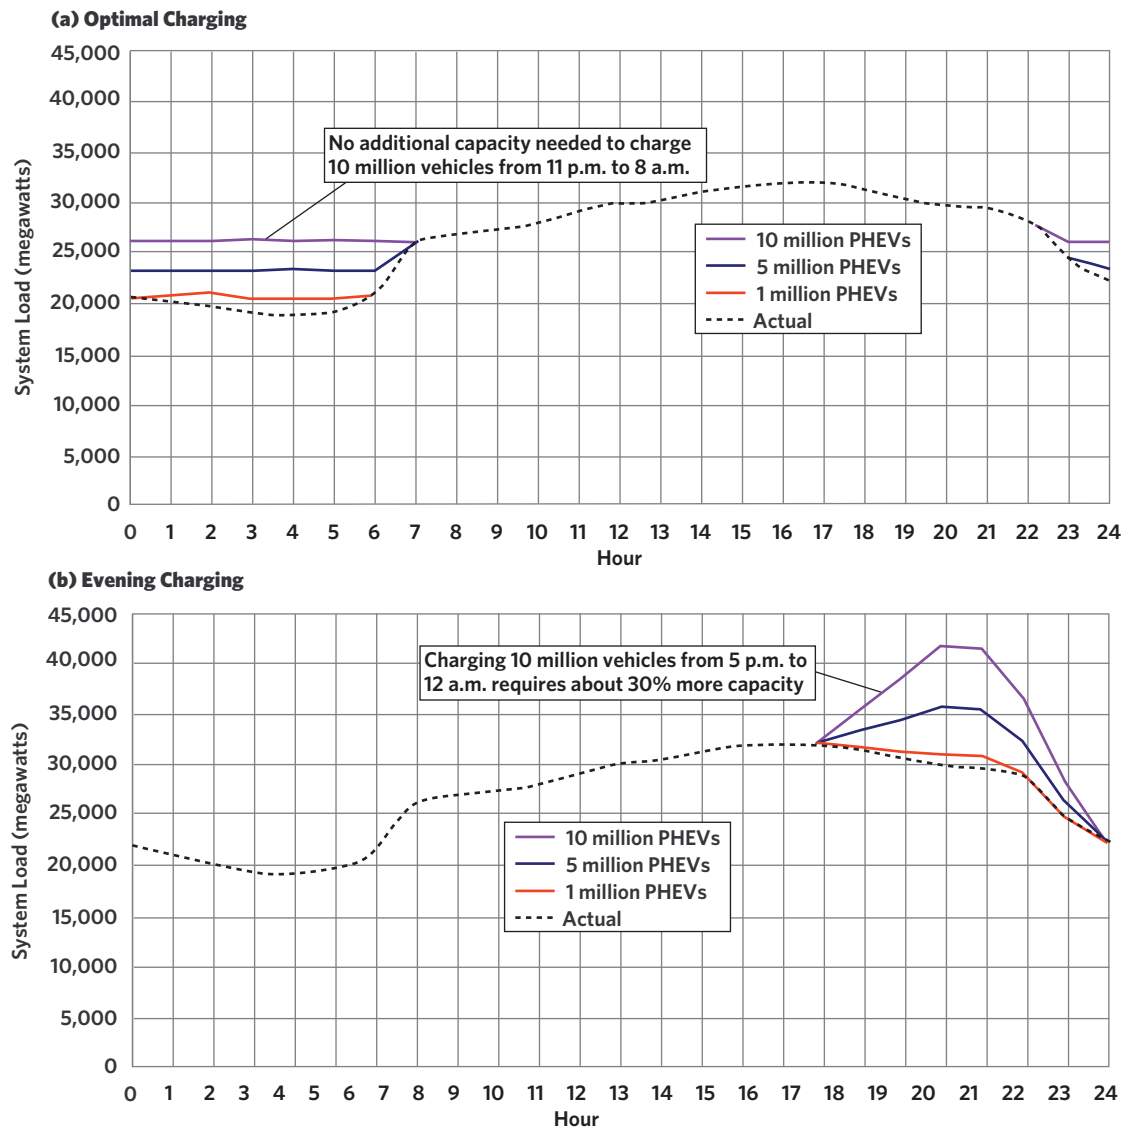 (a) Optimal Charging
45,000
40,000
35,000
30,000
25,000
20,000
15,000
10,000
5,000
0
System Load (megawatts)
No additional capacity needed to charge
10 million vehicles from 11 p.m. to 8 a.m.
10 million PHEVs
5 million PHEVs
1 million PHEVs
Actual
0 1 2 3 4 5 6 7 8 9 10 11 12 13 14 15 16 17 18 19 20 21 22 23 24
Hour
(b) Evening Charging
45,000
40,000
35,000
30,000
25,000
20,000
15,000
10,000
5,000
0
System Load (megawatts)
Charging 10 million vehicles from 5 p.m. to
12 a.m. requires about 30% more capacity
10 million PHEVs
5 million PHEVs
1 million PHEVs
Actual
0 1 2 3 4 5 6 7 8 9 10 11 12 13 14 15 16 17 19 20 21 22 23 24
Hour